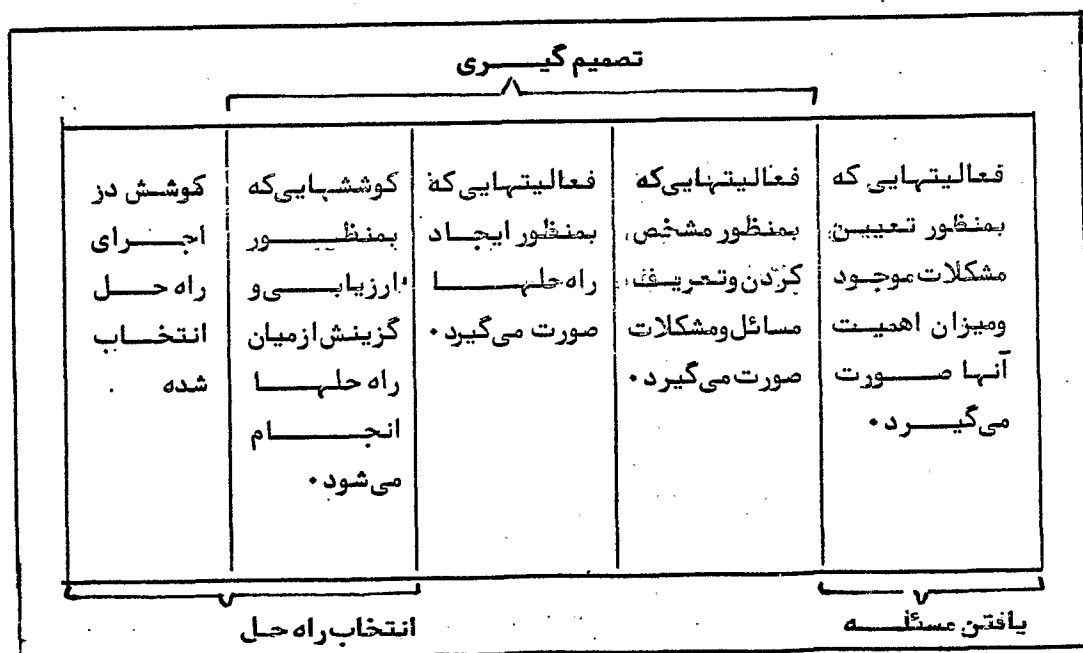 تصمیم گیری
فعالیتهایی که
بمنظور تعیین
مشکلات موجود
ومیزان اهمیت
آنها صورت
می‌گیرد.
فعالیتهایی که
بمنظور مشخص
کردن وتعریف
مسائل ومشکلات
صورت می‌گیرد.
فعالیتهایی که
بمنظور ایجاد
راه حلها
صورت می‌گیرد.
کوششهایی که
بمنظور
ارزیابی و
گزینش ازمیان
راه حلها
انجام
می‌شود.
کوشش در
اجرای
راه حل
انتخاب
شده
یافتن مسئله
انتخاب راه حل